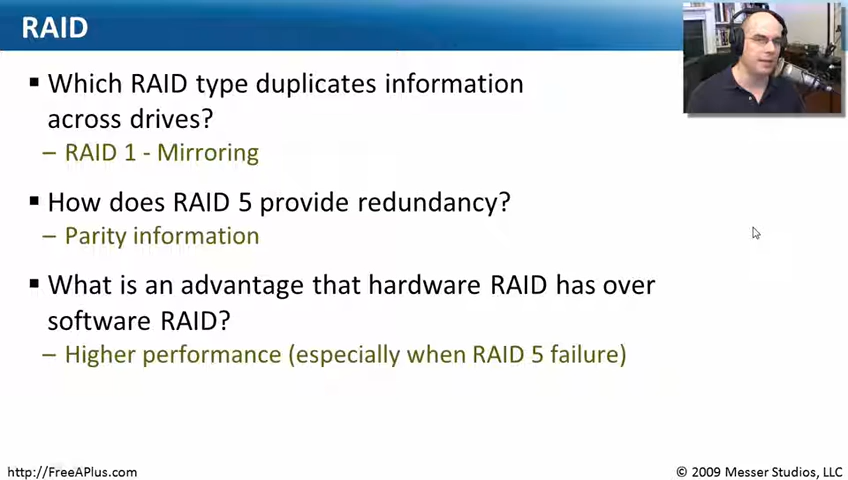 RAID
▪ Which RAID type duplicates information
across drives?
– RAID 1 - Mirroring
▪ How does RAID 5 provide redundancy?
– Parity information
▪ What is an advantage that hardware RAID has over
software RAID?
– Higher performance (especially when RAID 5 failure)
http://FreeAPlus.com
© 2009 Messer Studios, LLC